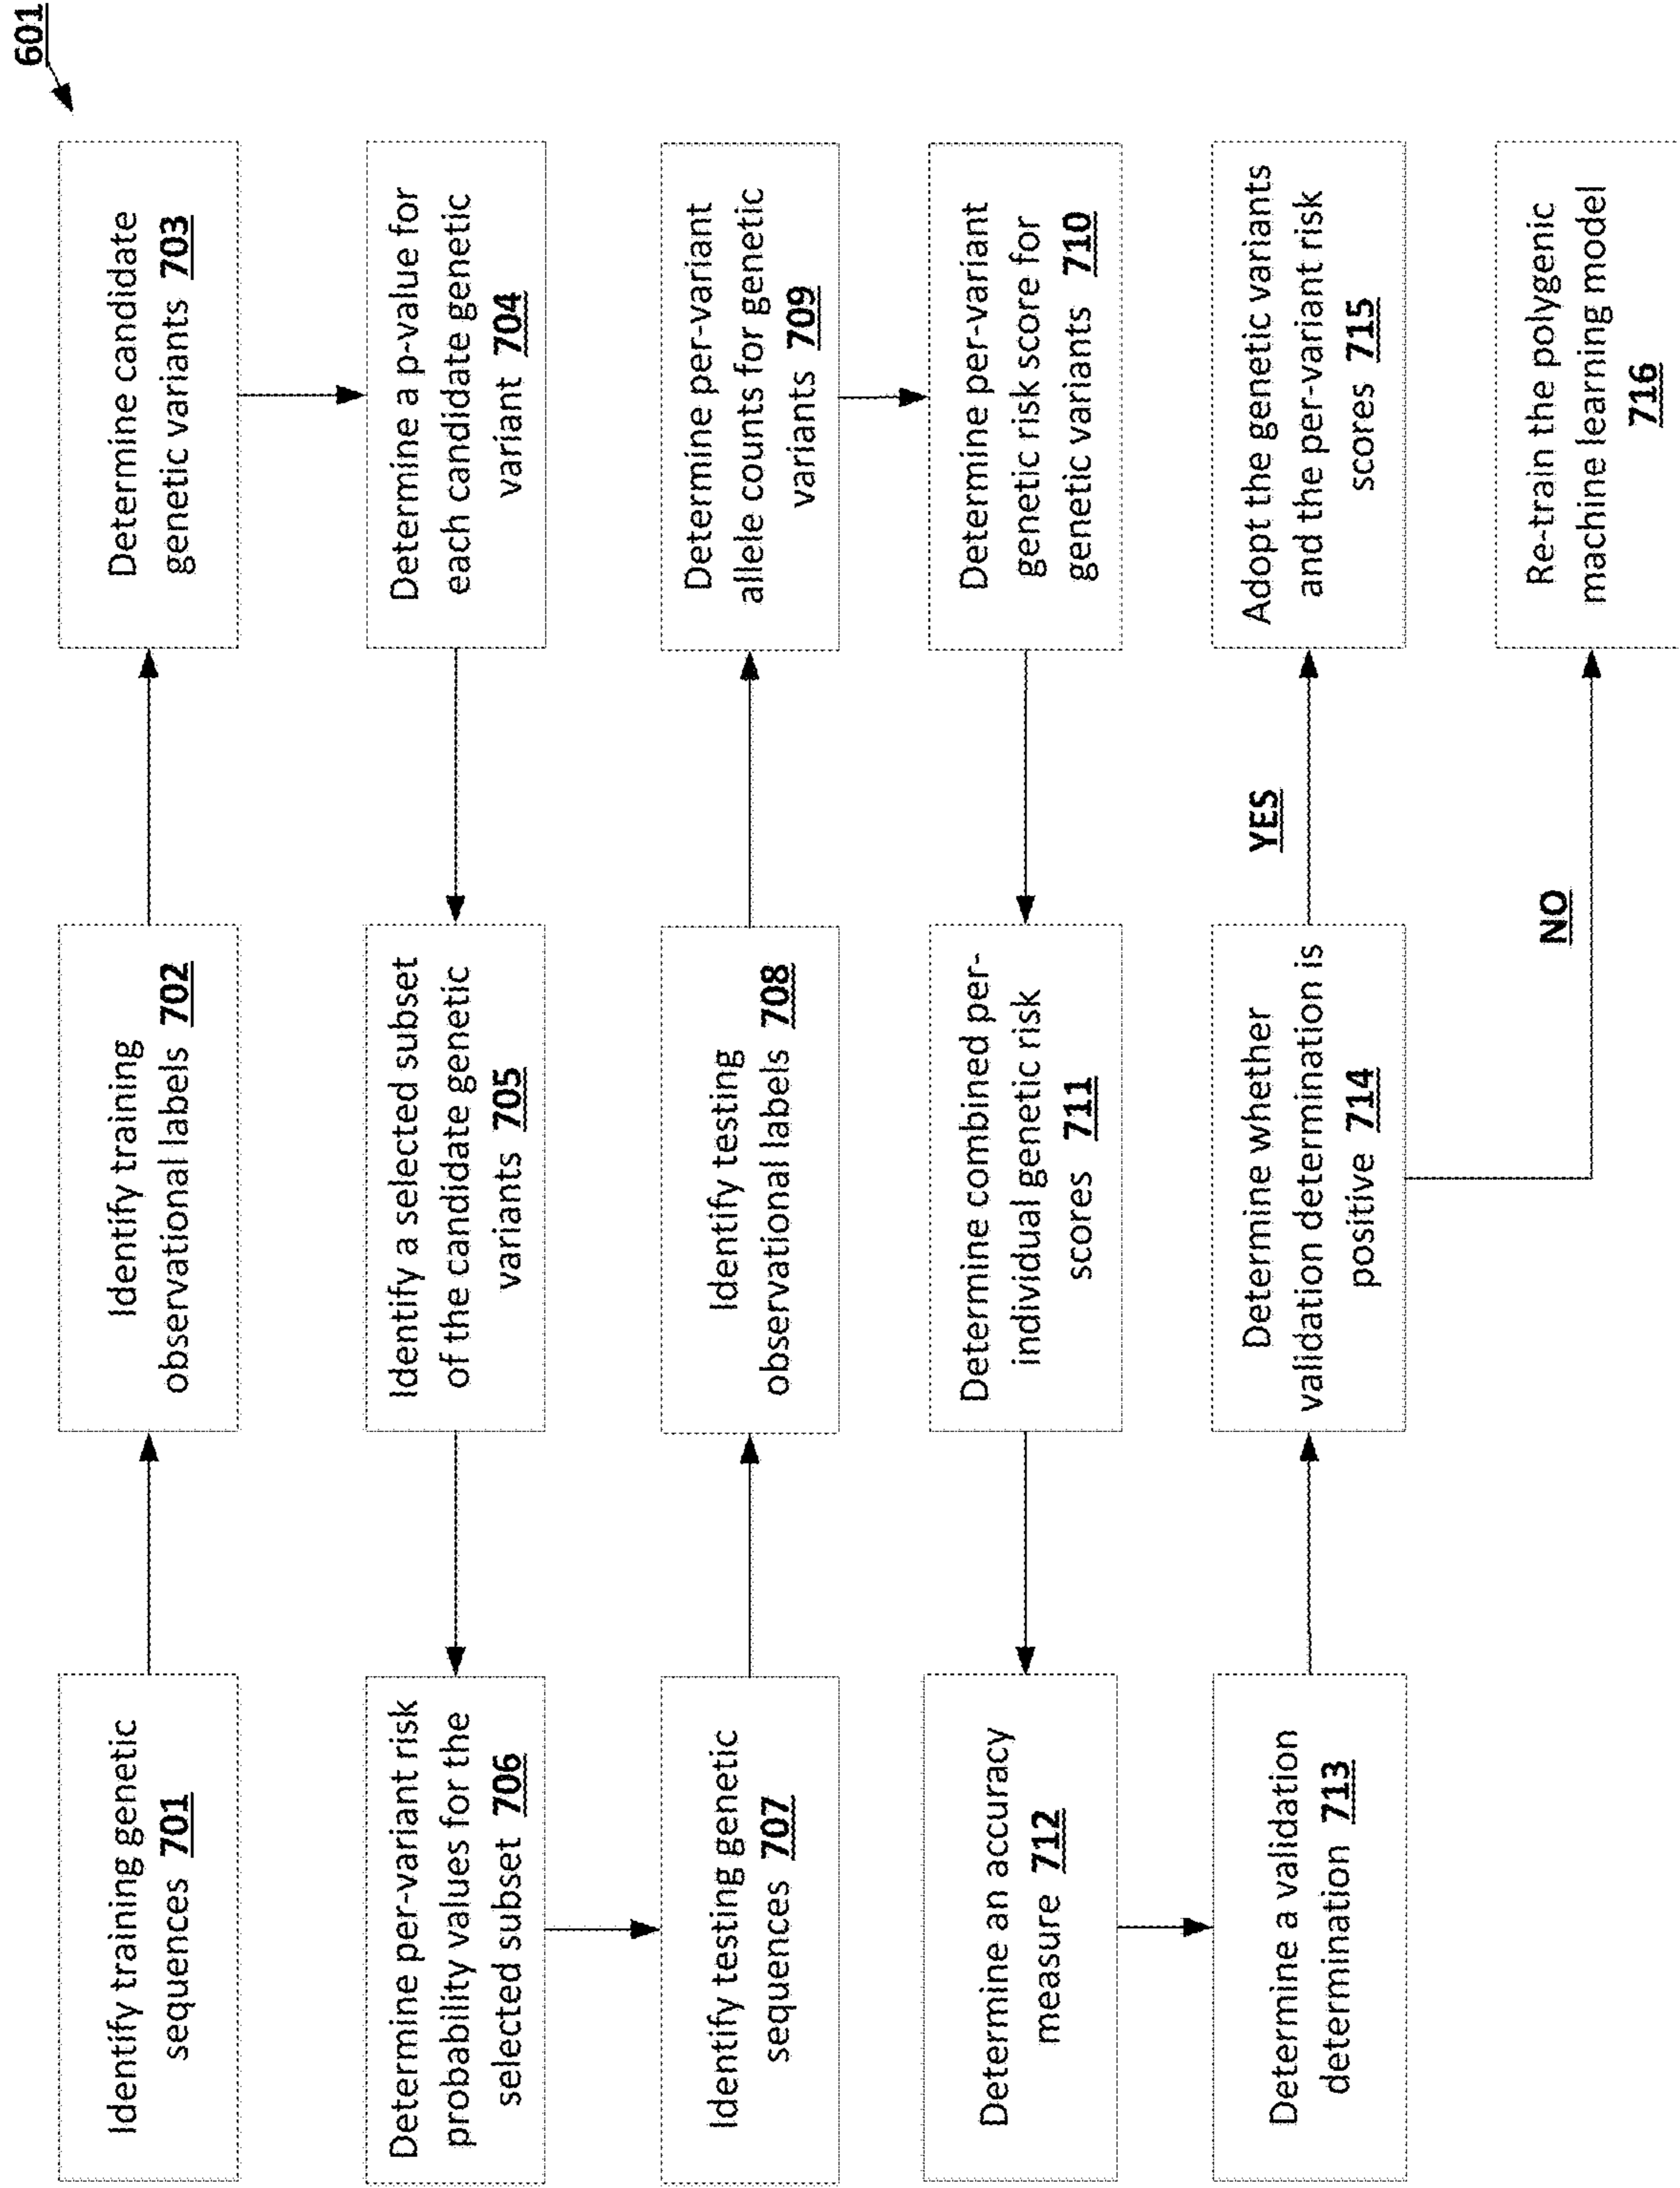 601
Identify training genetic
sequences 701
Identify training
observational labels 702
Determine candidate
genetic variants 703
Determine a p-value for
each candidate genetic
variant 704
Identify a selected subset
of the candidate genetic
variants 705
Determine per-variant risk
probability values for the
selected subset 706
Identify testing genetic
sequences 707
Identify testing
observational labels 708
Determine per-variant
allele counts for genetic
variants 709
Determine per-variant
genetic risk score for
genetic variants 710
Determine combined per-
individual genetic risk
scores 711
Determine an accuracy
measure 712
Determine a validation
determination 713
Determine whether
validation determination is
positive 714
YES
Adopt the genetic variants
and the per-variant risk
scores 715
NO
Re-train the polygenic
machine learning model
716